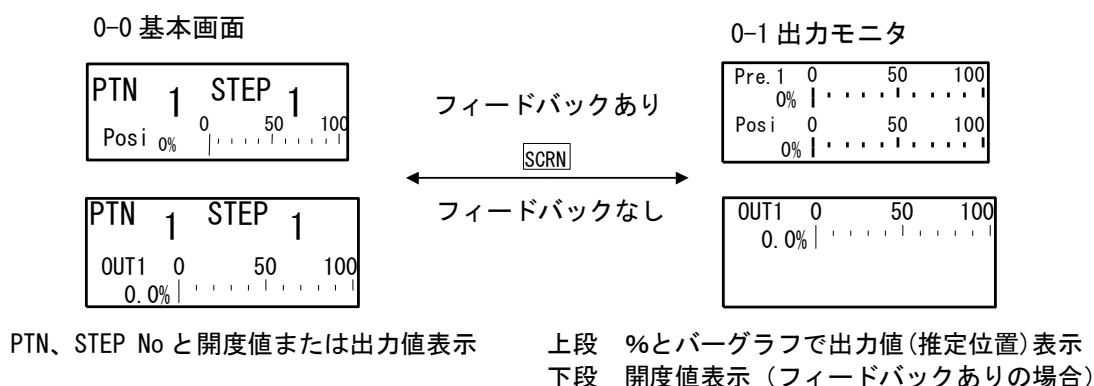 0-0 基本画面
0-1 出力モニタ
PTN 1 STEP 1
0 50 100
Posi 0%
Pre.1 0 50 100
0%
Posi 0 50 100
0%
フィードバックあり
SCRN
フィードバックなし
PTN 1 STEP 1
OUT1 0 50 100
0.0%
OUT1 0 50 100
0.0%
PTN、STEP Noと開度値または出力値表示
上段 %とバーグラフで出力値(推定位置)表示
下段 開度値表示(フィードバックありの場合)